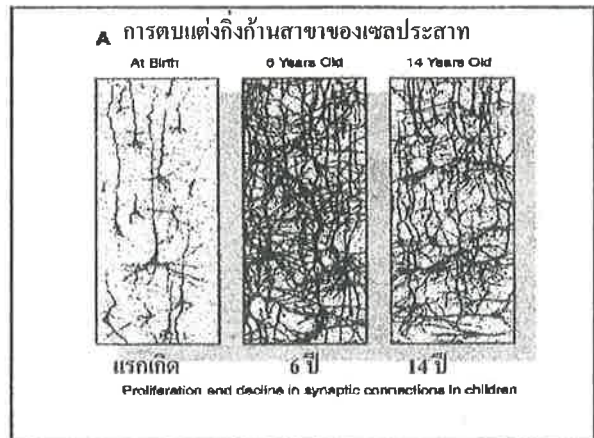 A การตบแต่งกิ่งก้านสาขาของเซลประสาท
At Birth 6 Years Old 14 Years Old
แรกเกิด 6 ปี 14 ปี
Proliferation and decline in synaptic connections in children